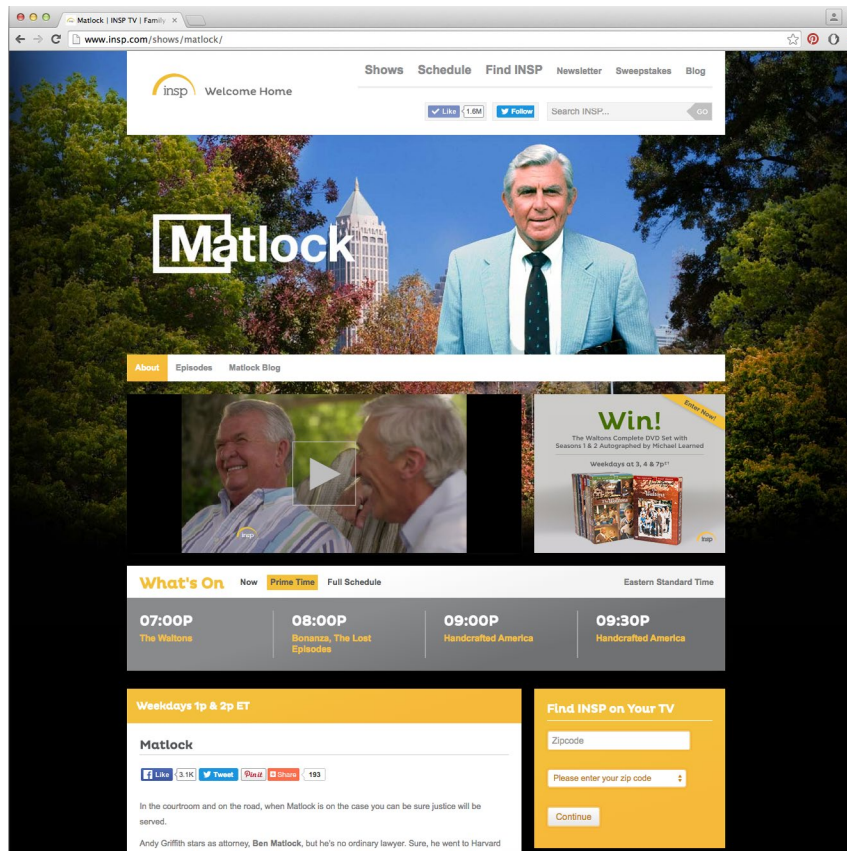 Matlock | INSP TV | Family
www.insp.com/shows/matlock/
insp Welcome Home
Shows Schedule Find INSP Newsletter Sweepstakes Blog
Like 1.6M Follow Search INSP... GO
Matlock
About Episodes Matlock Blog
insp
Enter Now!
Win!
The Waltons Complete DVD Set with
Seasons 1 & 2 Autographed by Michael Learned
Weekdays at 3, 4 & 7pET
insp
What's On Now Prime Time Full Schedule Eastern Standard Time
07:00P 08:00P 09:00P 09:30P
The Waltons Bonanza, The Lost Handcrafted America Handcrafted America
Episodes
Weekdays 1p & 2p ET
Matlock
Like 3.1K Tweet Pin it Share 193
In the courtroom and on the road, when Matlock is on the case you can be sure justice will be
served.
Andy Griffith stars as attorney, Ben Matlock, but he's no ordinary lawyer. Sure, he went to Harvard
Find INSP on Your TV
Zipcode
Please enter your zip code
Continue